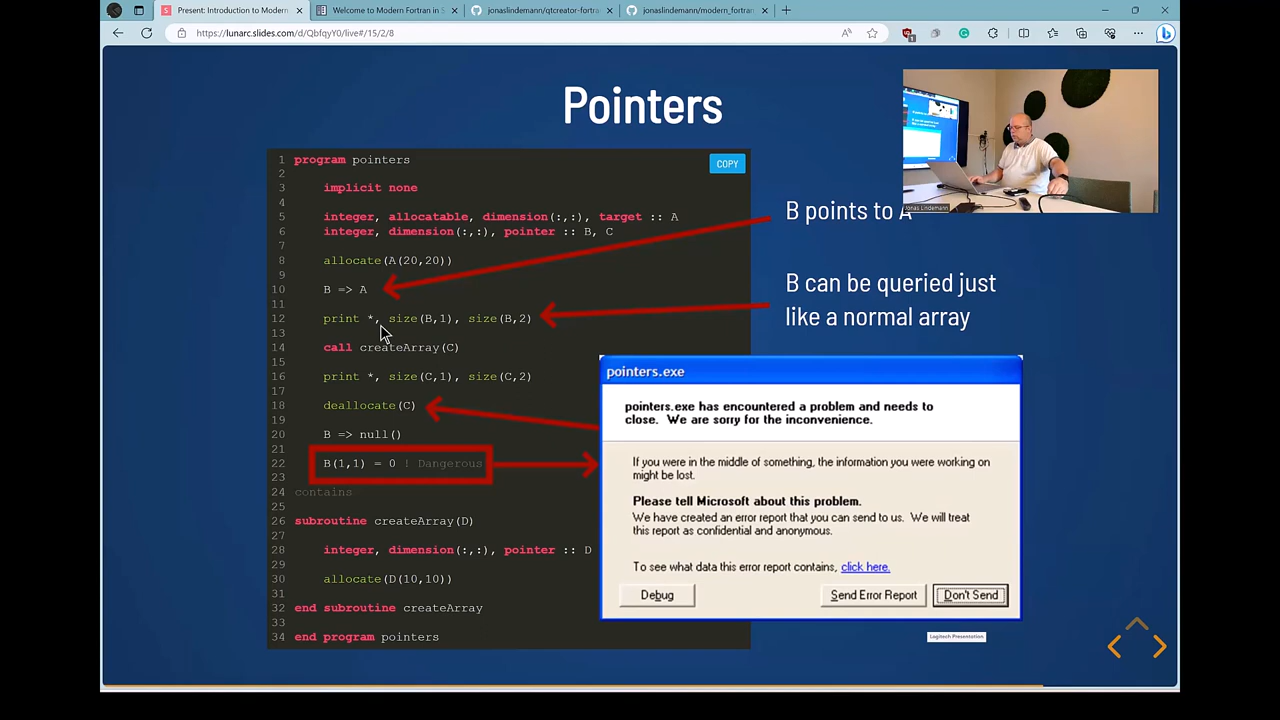 Present: Introduction to Modern
Welcome to Modern Fortran in S
jonaslindemann/qtcreator-fortra
jonaslindemann/modern_fortra
https://lunarc.slides.com/d/QbfqyY0/live#/15/2/8
Pointers
COPY
1 program pointers
2
3 implicit none
4
5 integer, allocatable, dimension(:,:), target :: A
6 integer, dimension(:,:), pointer :: B, C
7
8 allocate(A(20,20))
9
10 B => A
11
12 print *, size(B,1), size(B,2)
13
14 call createArray(C)
15
16 print *, size(C,1), size(C,2)
17
18 deallocate(C)
19
20 B => null()
21
22 B(1,1) = 0 ! Dangerous
23
24 contains
25
26 subroutine createArray(D)
27
28 integer, dimension(:,:), pointer :: D
29
30 allocate(D(10,10))
31
32 end subroutine createArray
33
34 end program pointers
Jonas Lindemann
B points to A
B can be queried just
like a normal array
pointers.exe
pointers.exe has encountered a problem and needs to
close. We are sorry for the inconvenience.
If you were in the middle of something, the information you were working on
might be lost.
Please tell Microsoft about this problem.
We have created an error report that you can send to us. We will treat
this report as confidential and anonymous.
To see what data this error report contains, click here.
Debug
Send Error Report
Don't Send
Logitech Presentation